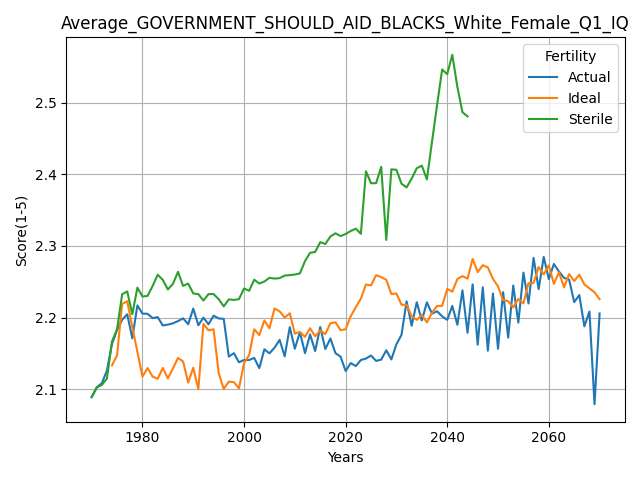 Average_GOVERNMENT_SHOULD_AID_BLACKS_White_Female_Q1_IQ
Fertility
Actual
Ideal
Sterile
Score(1-5)
2.5
2.4
2.3
2.2
2.1
1980 2000 2020 2040 2060
Years